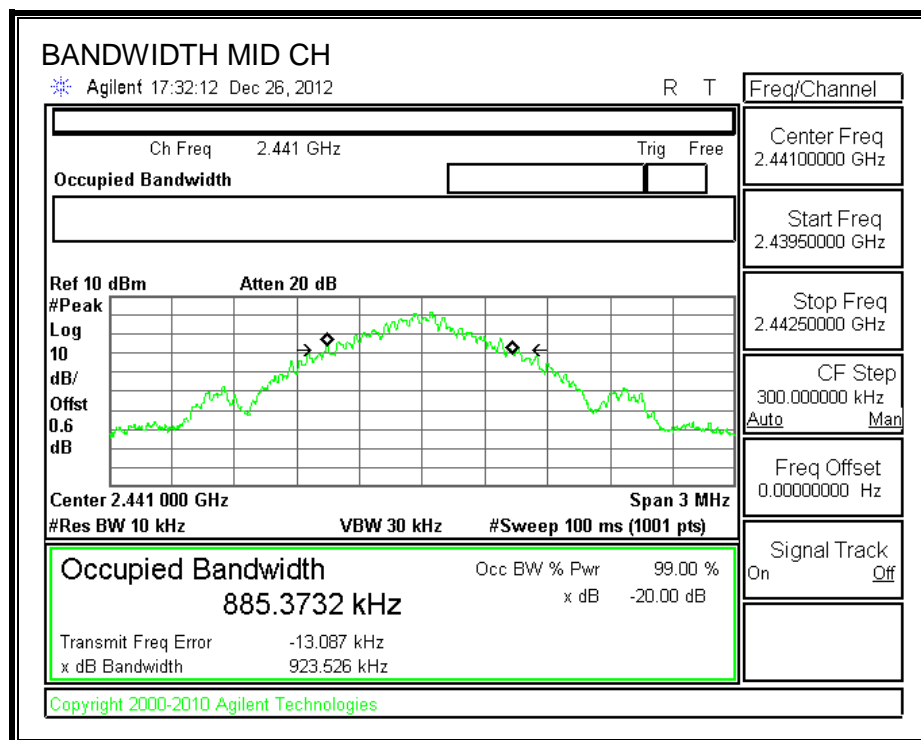 BANDWIDTH MID CH
Agilent 17:32:12 Dec 26, 2012 R T
Freq/Channel
Ch Freq 2.441 GHz Trig Free
Occupied Bandwidth
Center Freq
2.44100000 GHz
Start Freq
2.43950000 GHz
Stop Freq
2.44250000 GHz
CF Step
300.000000 kHz
Auto Man
Freq Offset
0.00000000 Hz
Signal Track
On Off
Ref 10 dBm Atten 20 dB
#Peak
Log
10
dB/
Offst
0.6
dB
Center 2.441 000 GHz Span 3 MHz
#Res BW 10 kHz VBW 30 kHz #Sweep 100 ms (1001 pts)
Occupied Bandwidth Occ BW % Pwr 99.00 %
885.3732 kHz x dB -20.00 dB
Transmit Freq Error -13.087 kHz
x dB Bandwidth 923.526 kHz
Copyright 2000-2010 Agilent Technologies